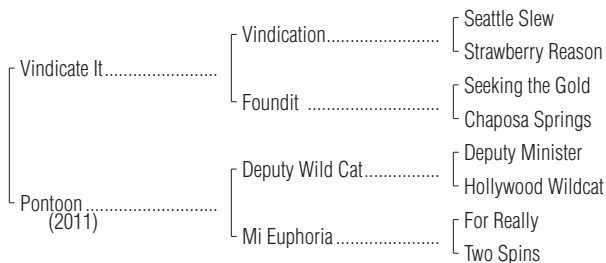 Seattle Slew
Vindication
Strawberry Reason
Vindicate It
Seeking the Gold
Foundit
Chaposa Springs
Deputy Minister
Deputy Wild Cat
Hollywood Wildcat
Pontoon
(2011)
For Really
Mi Euphoria
Two Spins